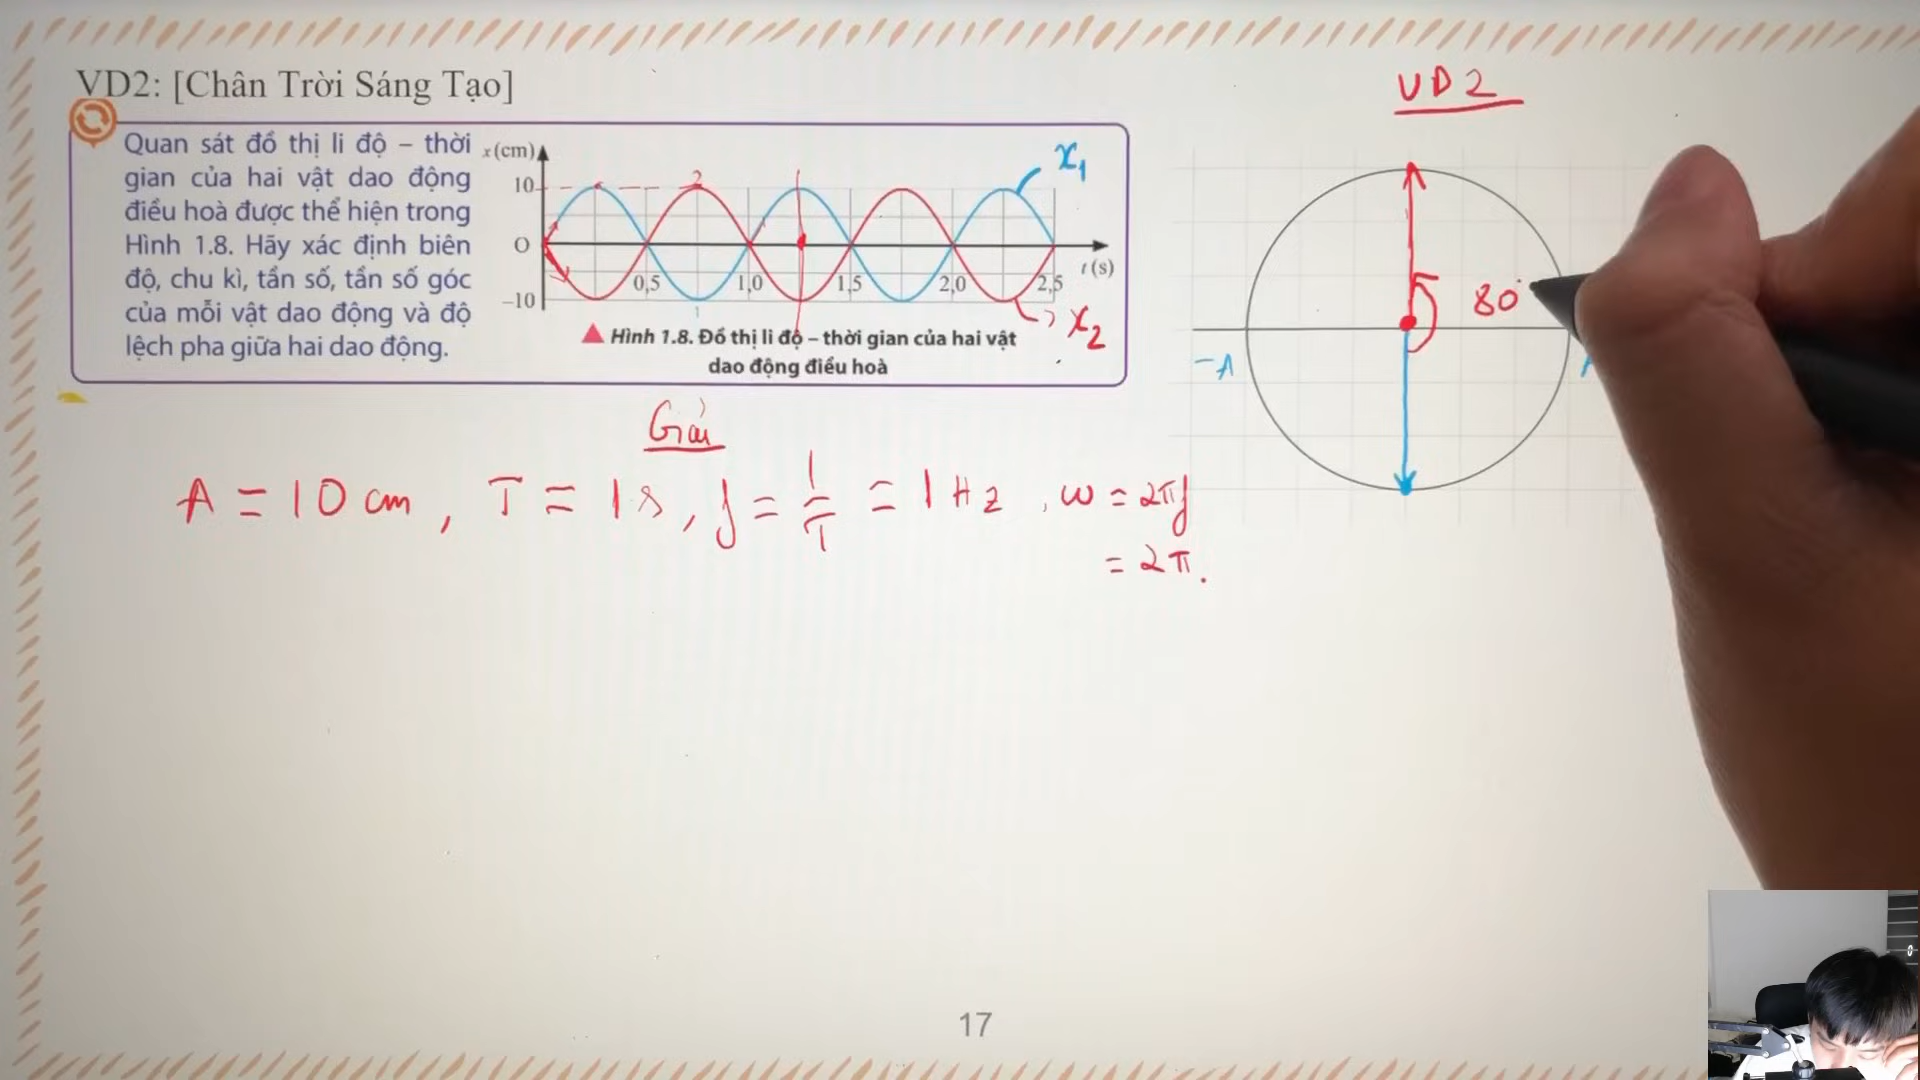 VD2: [Chân Trời Sáng Tạo]
Quan sát đồ thị li độ – thời
gian của hai vật dao động
điều hoà được thể hiện trong
Hình 1.8. Hãy xác định biên
độ, chu kì, tần số, tần số góc
của mỗi vật dao động và độ
lệch pha giữa hai dao động.
x (cm)
10
O
−10
0,5 1,0 1,5 2,0 2,5
t (s)
x1
x2
2
1
Hình 1.8. Đồ thị li độ – thời gian của hai vật
dao động điều hoà
VD2
80°
−A
Giải
A = 10 cm, T = 1 s, f = 1/T = 1 Hz, ω = 2πf
= 2π.
17